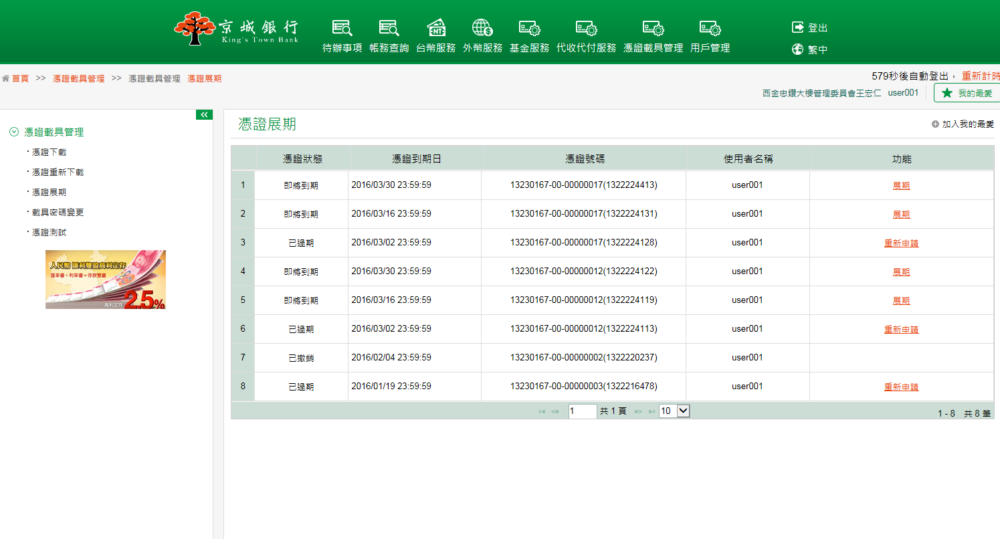 京城銀行
King's Town Bank
待辦事項 帳務查詢 台幣服務 外幣服務 基金服務 代收代付服務 憑證載具管理 用戶管理
登出
繁中
首頁 >> 憑證載具管理 >> 憑證載具管理 憑證展期
579秒後自動登出， 重新計時
西金忠鑽大樓管理委員會王宏仁 user001
我的最愛
憑證載具管理
憑證下載
憑證重新下載
憑證展期
載具密碼變更
憑證測試
人民幣 匯利雙盈高利定存
匯率優+利率優=存款雙贏
高利定存 2.5%
憑證展期
加入我的最愛
憑證狀態 憑證到期日 憑證號碼 使用者名稱 功能
1 即將到期 2016/03/30 23:59:59 13230167-00-00000017(1322224413) user001 展期
2 即將到期 2016/03/16 23:59:59 13230167-00-00000017(1322224131) user001 展期
3 已過期 2016/03/02 23:59:59 13230167-00-00000017(1322224128) user001 重新申請
4 即將到期 2016/03/30 23:59:59 13230167-00-00000012(1322224122) user001 展期
5 即將到期 2016/03/16 23:59:59 13230167-00-00000012(1322224119) user001 展期
6 已過期 2016/03/02 23:59:59 13230167-00-00000012(1322224113) user001 重新申請
7 已撤銷 2016/02/04 23:59:59 13230167-00-00000002(1322220237) user001
8 已過期 2016/01/19 23:59:59 13230167-00-00000003(1322216478) user001 重新申請
1 共 1 頁 10
1 - 8 共 8 筆